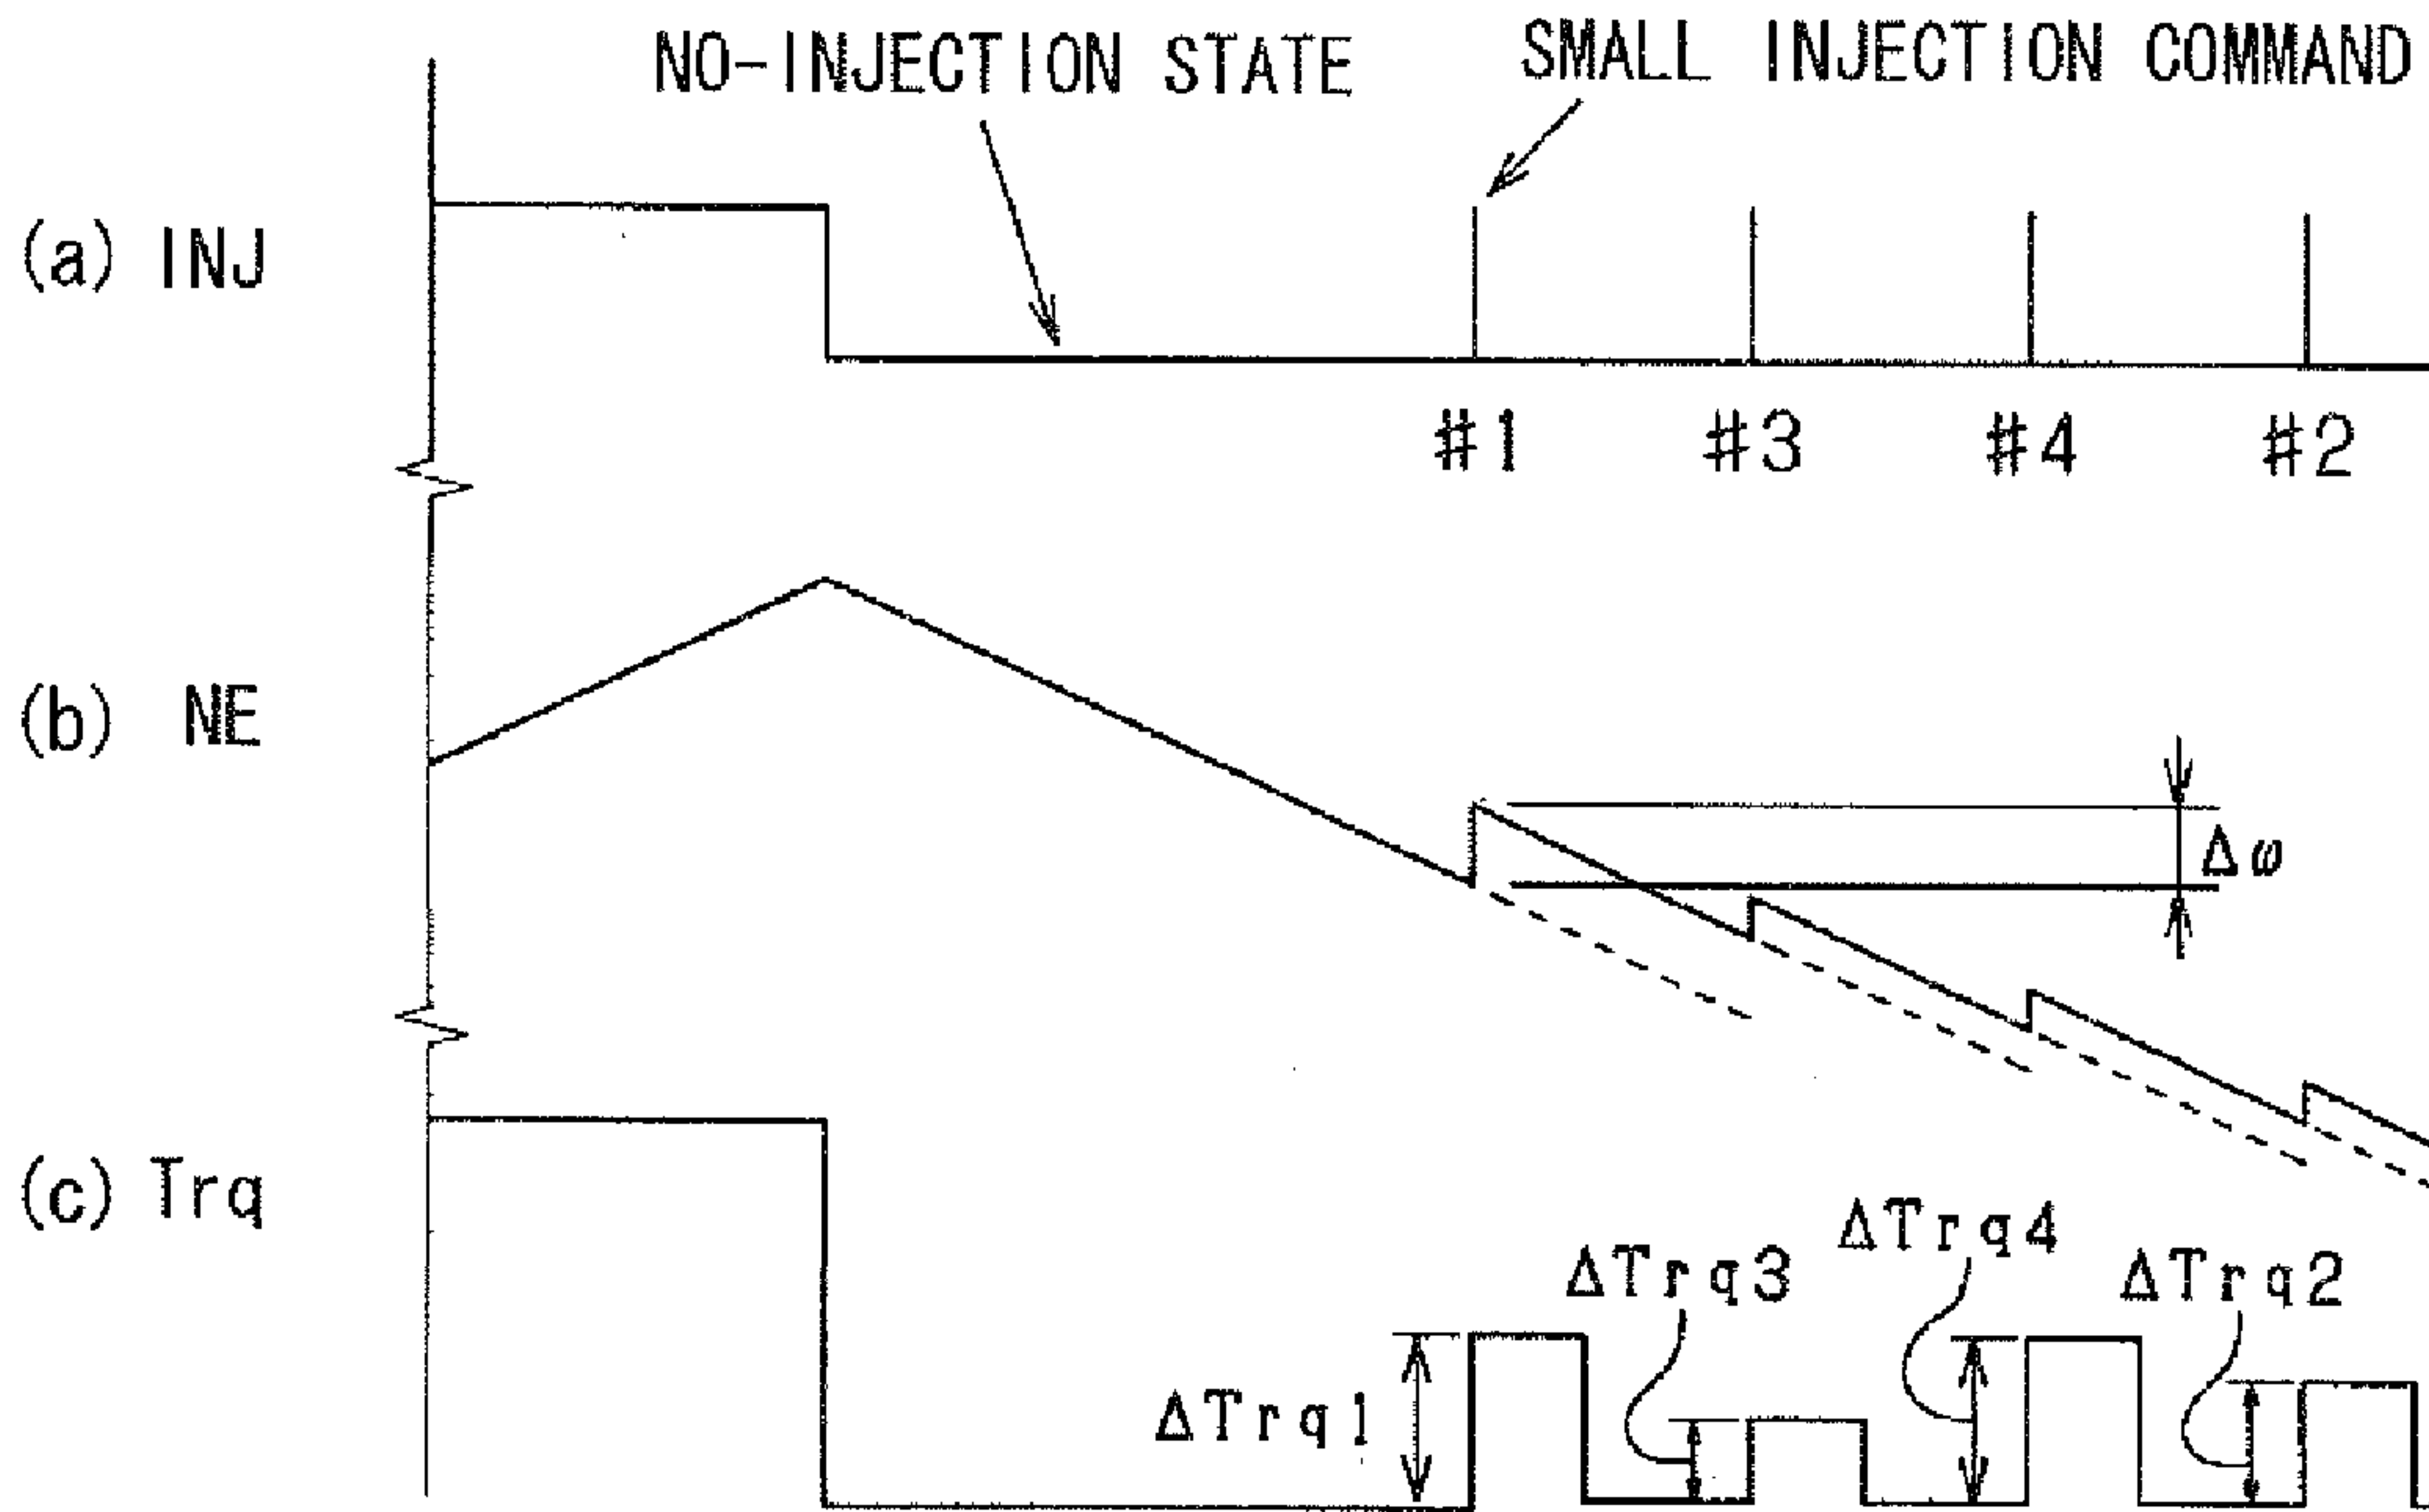 NO-INJECTION STATE
SMALL INJECTION COMMAND
(a) INJ
#1 #3 #4 #2
(b) NE
Δω
(c) Trq
ΔTrq1
ΔTrq3
ΔTrq4
ΔTrq2